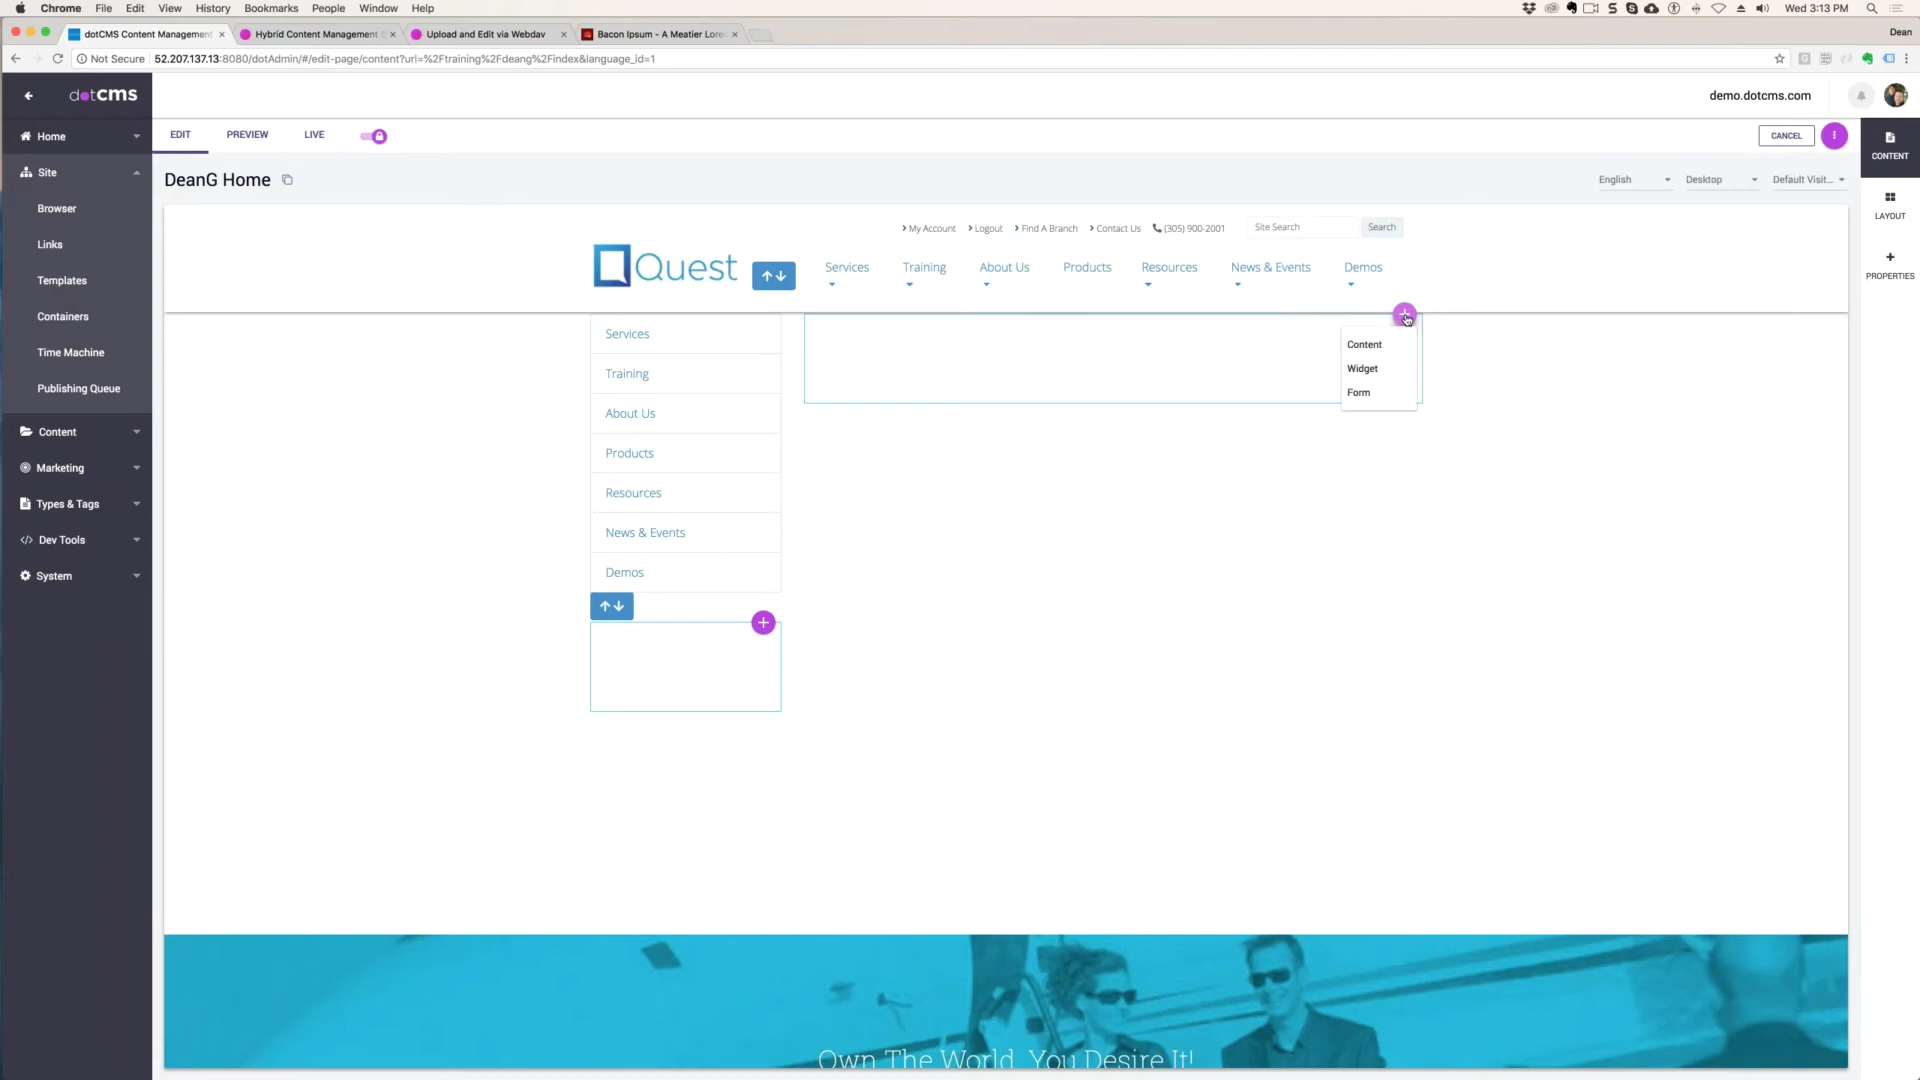 Chrome File Edit View History Bookmarks People Window Help Wed 3:13 PM
dotCMS Content Management Hybrid Content Management Upload and Edit via Webdav Bacon Ipsum - A Meatier Lore Dean
Not Secure 52.207.137.13:8080/dotAdmin/#/edit-page/content?url=%2Ftraining%2Fdeang%2Findex&language_id=1
dotCMS demo.dotcms.com
Home EDIT PREVIEW LIVE CANCEL
CONTENT
Site
DeanG Home English Desktop Default Visit...
Browser
LAYOUT
My Account Logout Find A Branch Contact Us (305) 900-2001 Site Search Search
Links
Quest Services Training About Us Products Resources News & Events Demos
PROPERTIES
Templates
Containers
Time Machine
Publishing Queue
Content
Marketing
Types & Tags
Dev Tools
System
Services
Training
About Us
Products
Resources
News & Events
Demos
Content
Widget
Form
Own The World, You Desire It!